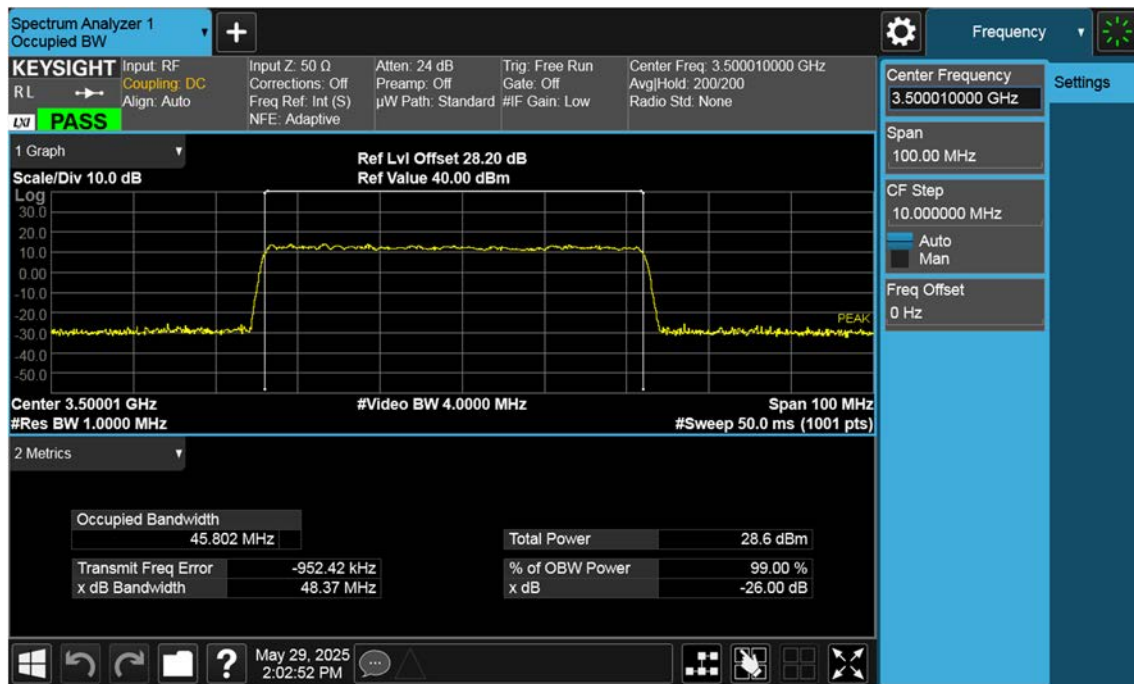 Spectrum Analyzer 1
Occupied BW
Frequency
KEYSIGHT
RL
LXI
PASS
Input: RF
Coupling: DC
Align: Auto
Input Z: 50 Ω
Corrections: Off
Freq Ref: Int (S)
NFE: Adaptive
Atten: 24 dB
Preamp: Off
µW Path: Standard
Trig: Free Run
Gate: Off
#IF Gain: Low
Center Freq: 3.500010000 GHz
Avg|Hold: 200/200
Radio Std: None
Center Frequency
3.500010000 GHz
Settings
Span
100.00 MHz
CF Step
10.000000 MHz
Auto
Man
Freq Offset
0 Hz
1 Graph
Scale/Div 10.0 dB
Ref Lvl Offset 28.20 dB
Ref Value 40.00 dBm
Log
30.0
20.0
10.0
0.00
-10.0
-20.0
-30.0
-40.0
-50.0
PEAK
Center 3.50001 GHz
#Video BW 4.0000 MHz
Span 100 MHz
#Res BW 1.0000 MHz
#Sweep 50.0 ms (1001 pts)
2 Metrics
Occupied Bandwidth
45.802 MHz
Total Power 28.6 dBm
Transmit Freq Error -952.42 kHz
% of OBW Power 99.00 %
x dB Bandwidth 48.37 MHz
x dB -26.00 dB
?
May 29, 2025
2:02:52 PM